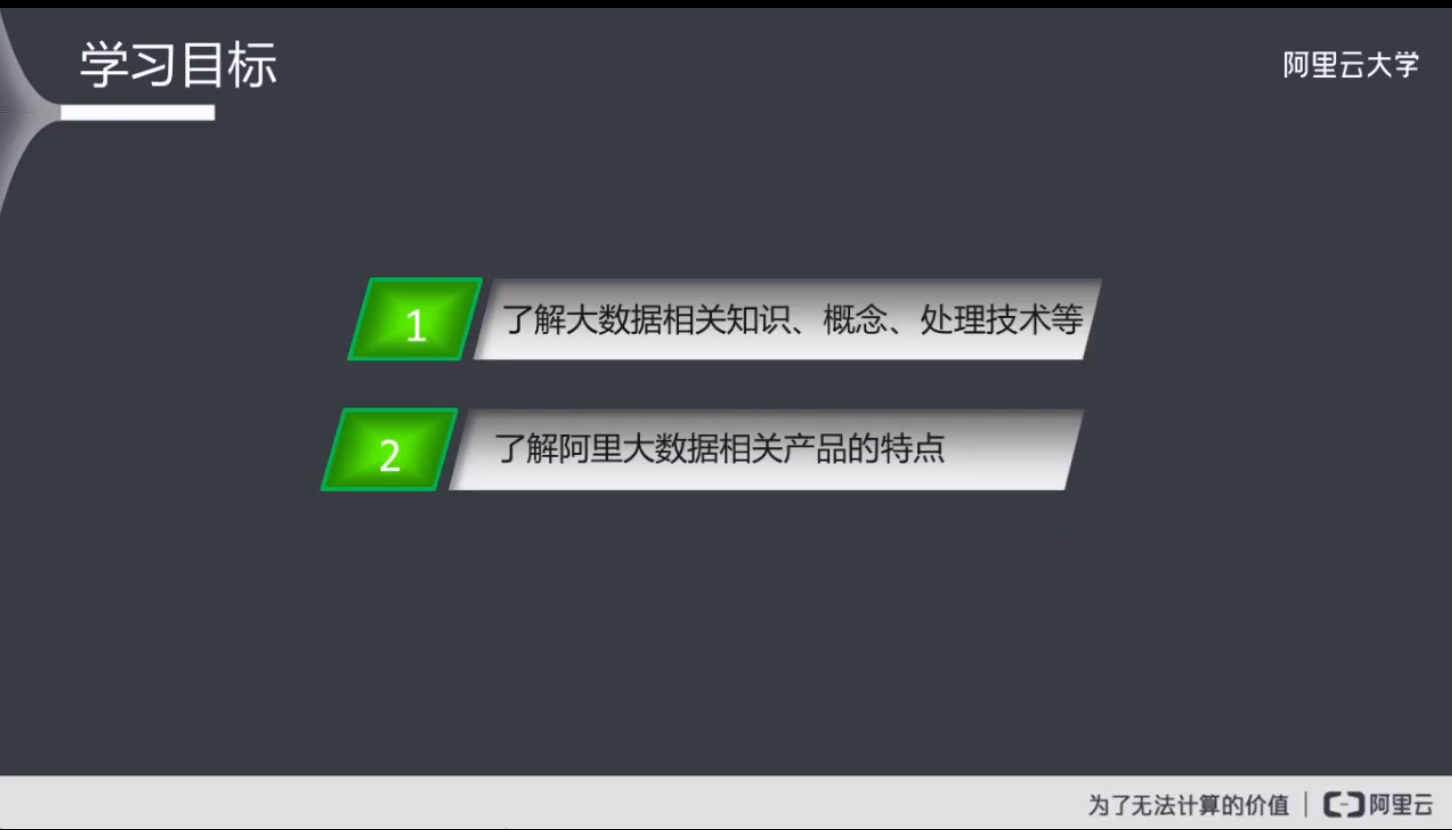 学习目标
阿里云大学
1
了解大数据相关知识、概念、处理技术等
2
了解阿里大数据相关产品的特点
为了无法计算的价值 | 阿里云